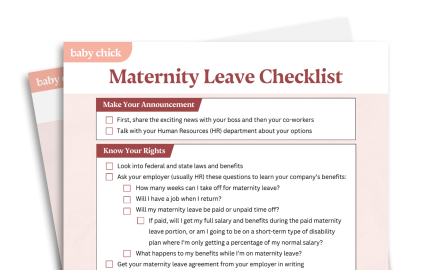 baby chick
baby
Maternity Leave Checklist
Make Your Announcement
First, share the exciting news with your boss and then your co-workers
Talk with your Human Resources (HR) department about your options
Know Your Rights
Look into federal and state laws and benefits
Ask your employer (usually HR) these questions to learn your company's benefits:
How many weeks can I take off for maternity leave?
Will I have a job when I return?
Will my maternity leave be paid or unpaid time off?
If paid, will I get my full salary and benefits during the paid maternity
leave portion, or am I going to be on a short-term type of disability
plan where I'm only getting a percentage of my normal salary?
What happens to my benefits while I'm on maternity leave?
Get your maternity leave agreement from your employer in writing